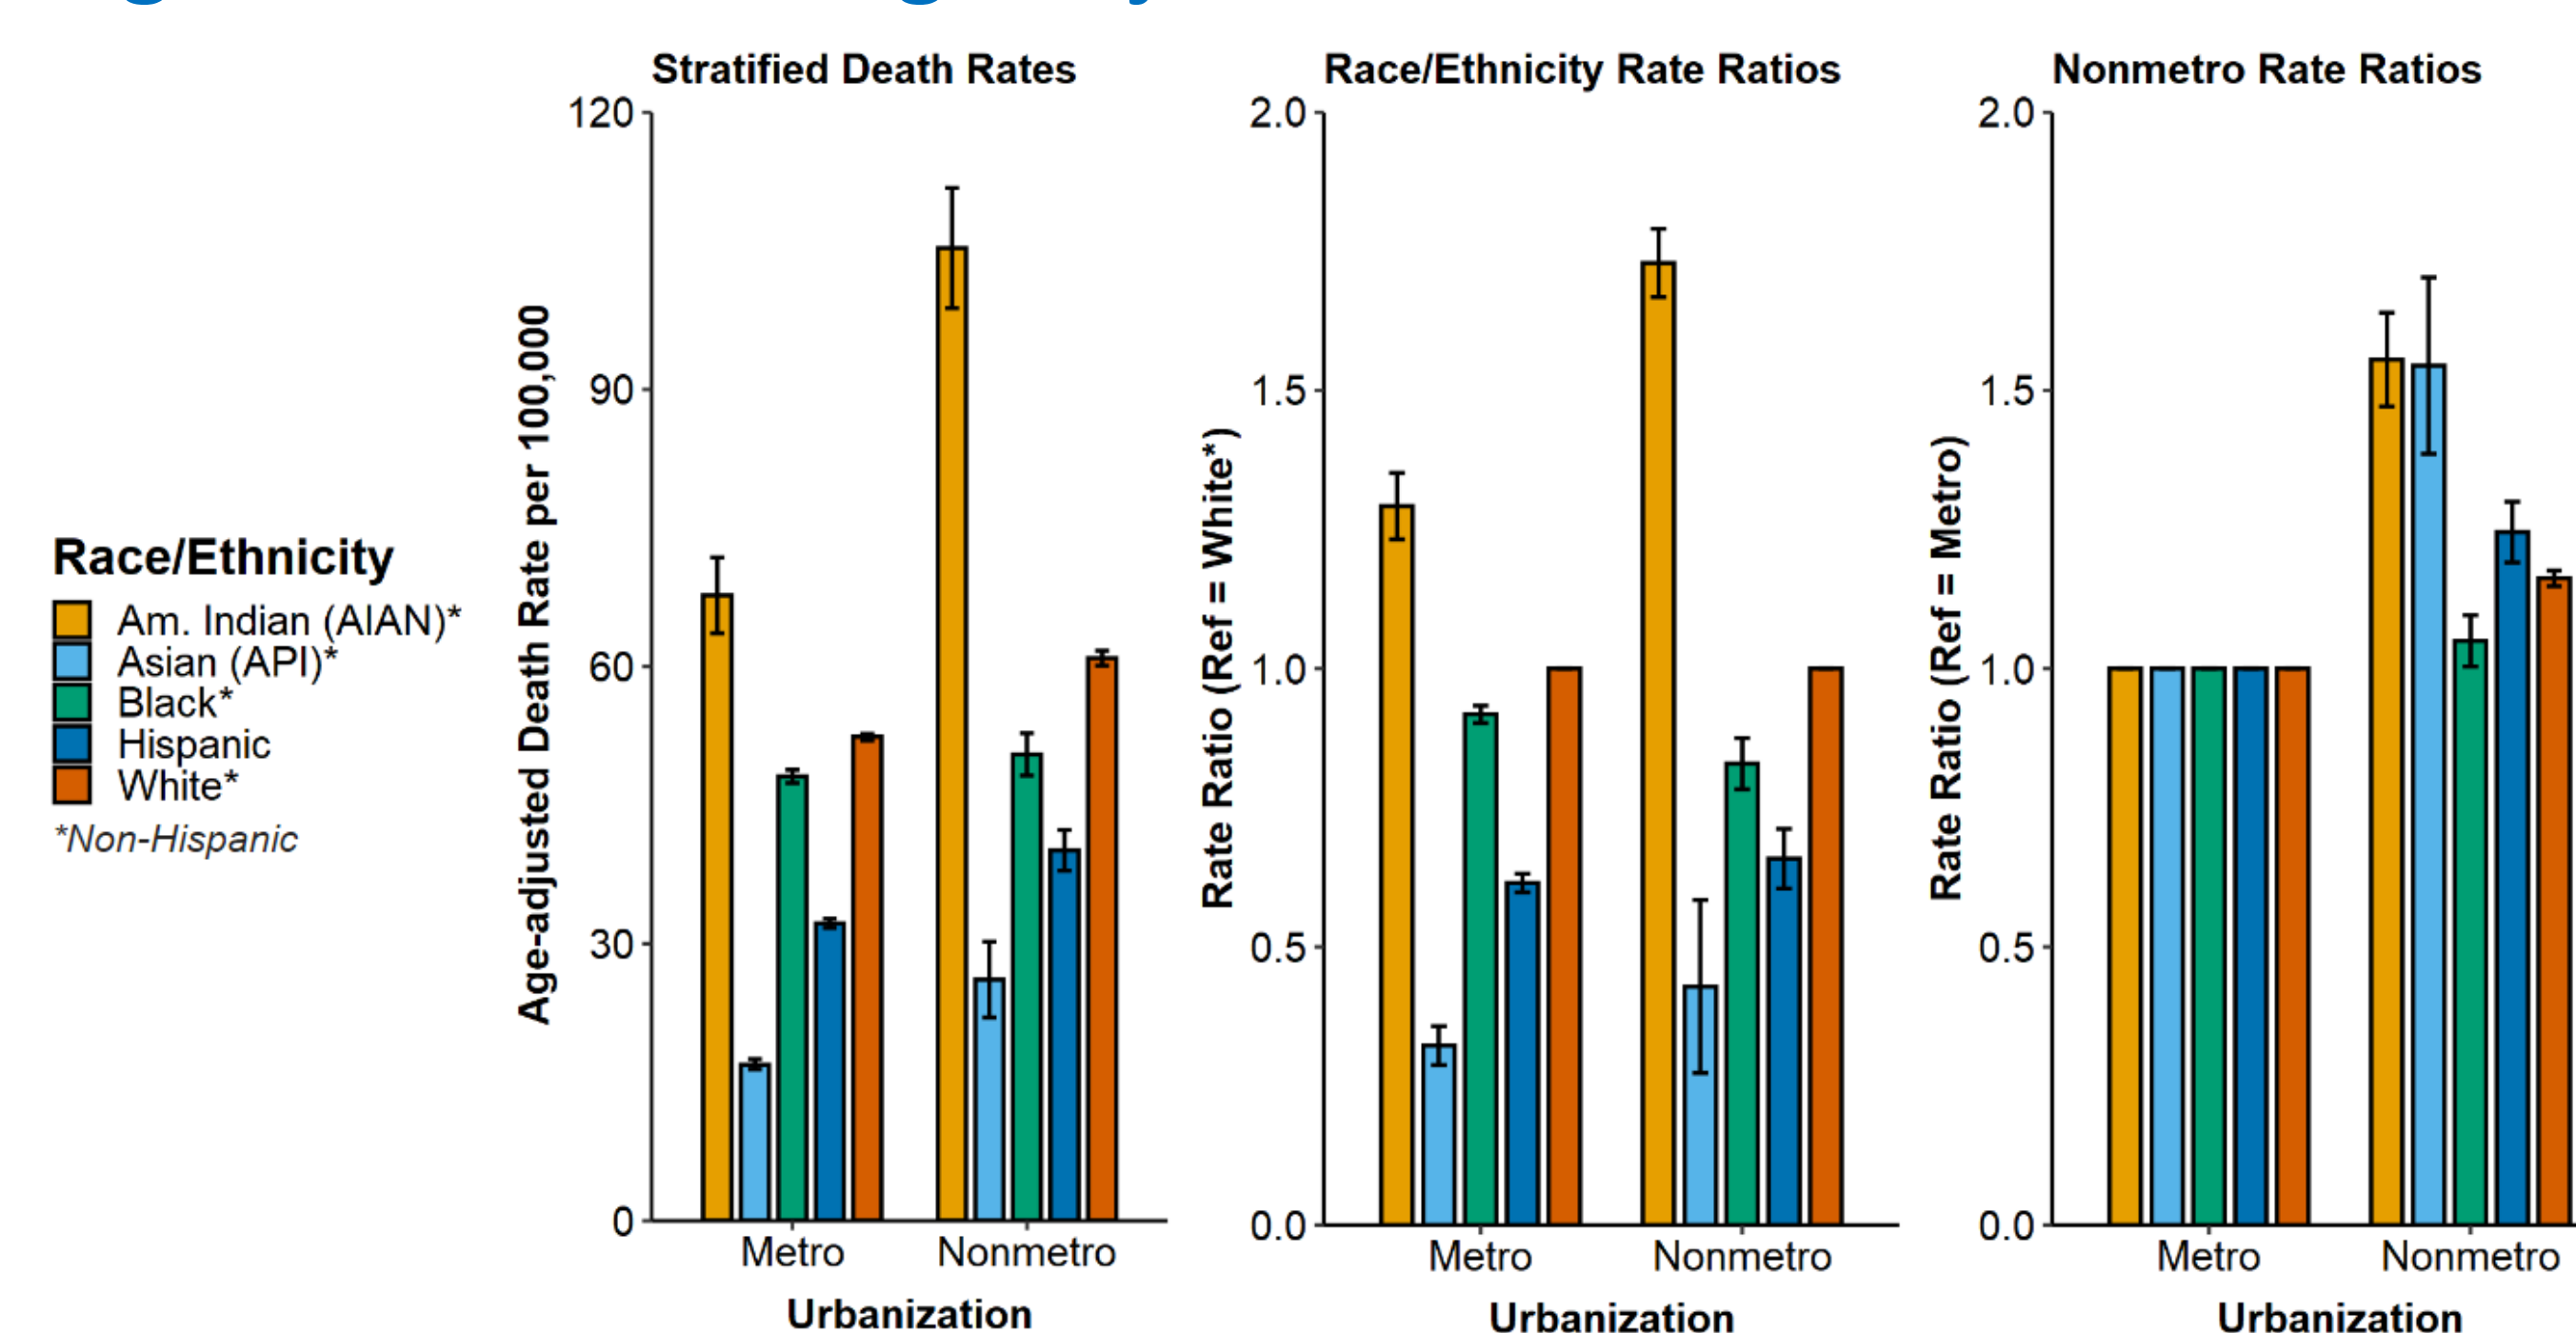 Race/Ethnicity
Am. Indian (AIAN)*
Asian (API)*
Black*
Hispanic
White*
*Non-Hispanic
Stratified Death Rates
Age-adjusted Death Rate per 100,000
120
90
60
30
0
Metro
Nonmetro
Urbanization
Race/Ethnicity Rate Ratios
Rate Ratio (Ref = White*)
2.0
1.5
1.0
0.5
0.0
Metro
Nonmetro
Urbanization
Nonmetro Rate Ratios
Rate Ratio (Ref = Metro)
2.0
1.5
1.0
0.5
0.0
Metro
Nonmetro
Urbanization